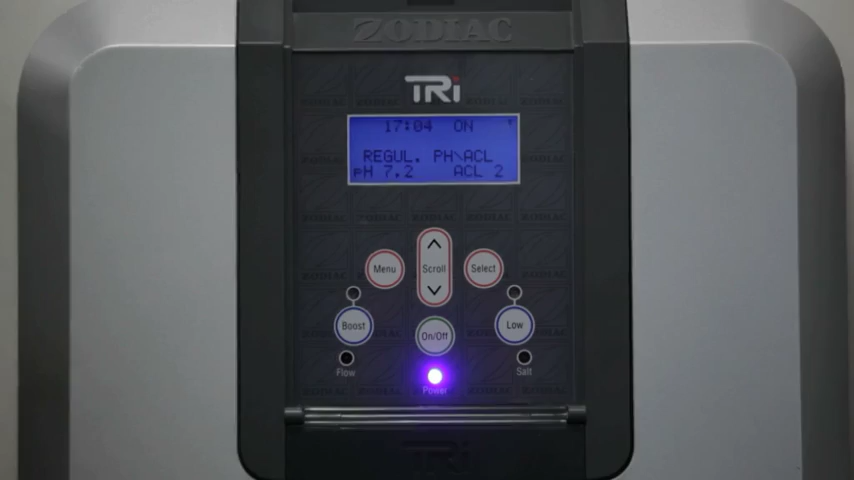 ZODIAC
TRi
17:04 ON
REGUL. PH\ACL
pH 7.2 ACL 2
Menu
Scroll
Select
Boost
On/Off
Low
Flow
Power
Salt
TRi